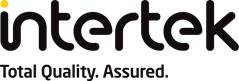 intertek
Total Quality. Assured.